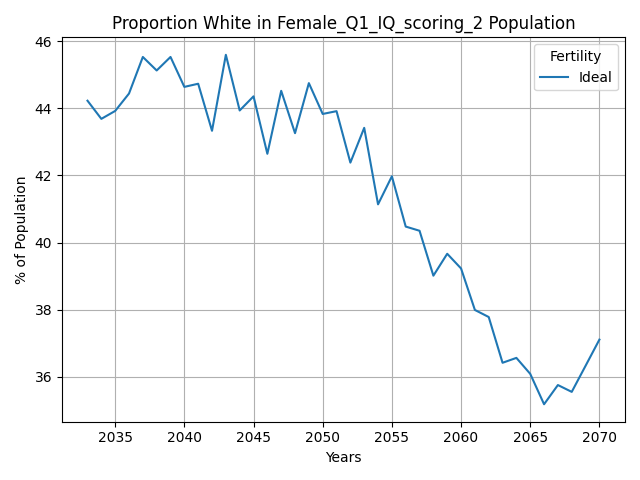 Proportion White in Female_Q1_IQ_scoring_2 Population
46
44
42
40
38
36
% of Population
Fertility
Ideal
2035 2040 2045 2050 2055 2060 2065 2070
Years